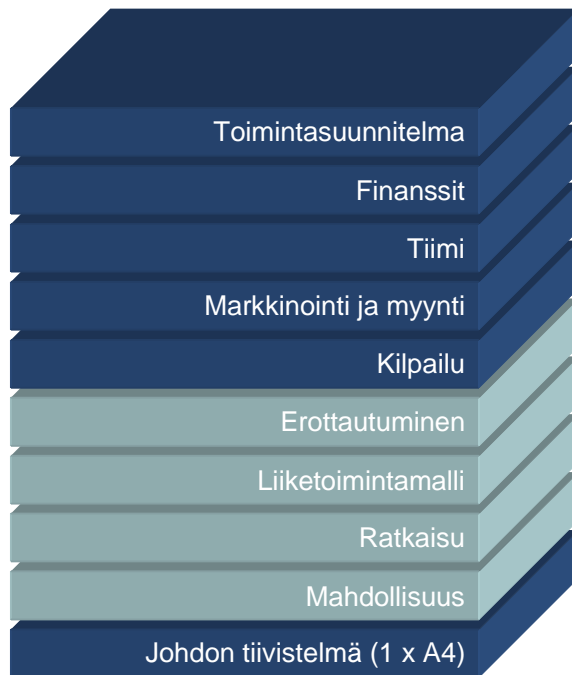 Toimintasuunnitelma
Finanssit
Tiimi
Markkinointi ja myynti
Kilpailu
Erottautuminen
Liiketoimintamalli
Ratkaisu
Mahdollisuus
Johdon tiivistelmä (1 x A4)